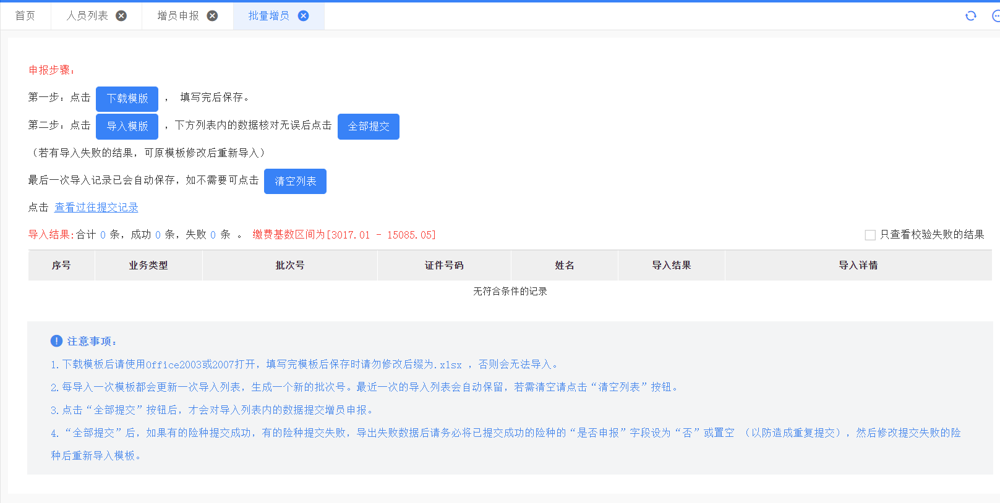 首页 人员列表 增员申报 批量增员
申报步骤:
第一步: 点击 下载模版 ， 填写完后保存。
第二步: 点击 导入模版 ，下方列表内的数据核对无误后点击 全部提交
（若有导入失败的结果，可原模板修改后重新导入）
最后一次导入记录已会自动保存，如不需要可点击 清空列表
点击 查看过往提交记录
导入结果:合计 0 条，成功 0 条，失败 0 条 。 缴费基数区间为[3017.01 - 15085.05] 只查看校验失败的结果
序号 业务类型 批次号 证件号码 姓名 导入结果 导入详情
无符合条件的记录
注意事项:
1.下载模板后请使用Office2003或2007打开，填写完模板后保存时请勿修改后缀为.xlsx ，否则会无法导入。
2.每导入一次模板都会更新一次导入列表，生成一个新的批次号。最近一次的导入列表会自动保留，若需清空请点击“清空列表”按钮。
3.点击“全部提交”按钮后，才会对导入列表内的数据提交增员申报。
4.“全部提交”后，如果有的险种提交成功，有的险种提交失败，导出失败数据后请务必将已提交成功的险种的“是否申报”字段设为“否”或置空 （以防造成重复提交），然后修改提交失败的险
种后重新导入模板。